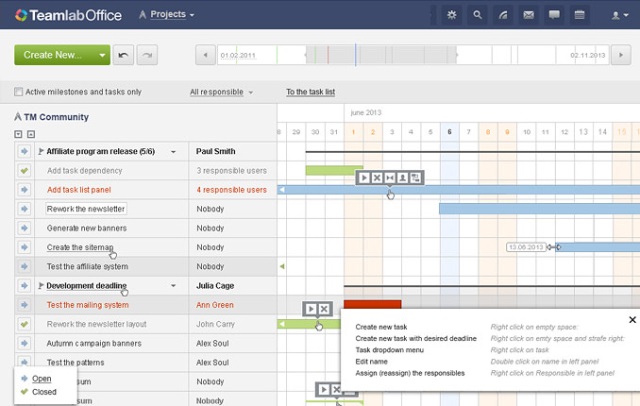 TeamlabOffice Projects
Create New... 01.02.2011 02.11.2013
Active milestones and tasks only All responsible To the task list
TM Community june 2013
29 30 31 1 2 3 4 5 6 7 8 9 10 11 12 13 14 15
Affiliate program release (5/6) Paul Smith
Add task dependency 3 responsible users
Add task list panel 4 responsible users
Rework the newsletter Nobody
Generate new banners Nobody
Create the sitemap Nobody 13.06.2013
Test the affiliate system Nobody
Development deadline Julia Cage
Test the mailing system Ann Green
Rework the newsletter layout John Carry
Autumn campaign banners Alex Soul
Test the patterns Alex Soul
sum Nobody
sum Nobody
Open
Closed
Create new task Right click on empty space:
Create new task with desired deadline Right click on emty space and strafe right:
Task dropdown menu Right click on task
Edit name Double click on name in left panel
Assign (reassign) the responsibles Right click on Responsible in left panel